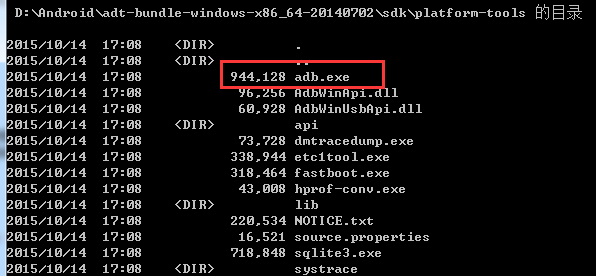 D:\Android\adt-bundle-windows-x86_64-20140702\sdk\platform-tools 的目录
2015/10/14  17:08    <DIR>          .
2015/10/14  17:08    <DIR>          ..
2015/10/14  17:08           944,128 adb.exe
2015/10/14  17:08            96,256 AdbWinApi.dll
2015/10/14  17:08            60,928 AdbWinUsbApi.dll
2015/10/14  17:08    <DIR>          api
2015/10/14  17:08            73,728 dmtracedump.exe
2015/10/14  17:08           338,944 etc1tool.exe
2015/10/14  17:08           318,464 fastboot.exe
2015/10/14  17:08            43,008 hprof-conv.exe
2015/10/14  17:08    <DIR>          lib
2015/10/14  17:08           220,534 NOTICE.txt
2015/10/14  17:08            16,521 source.properties
2015/10/14  17:08           718,848 sqlite3.exe
2015/10/14  17:08    <DIR>          systrace